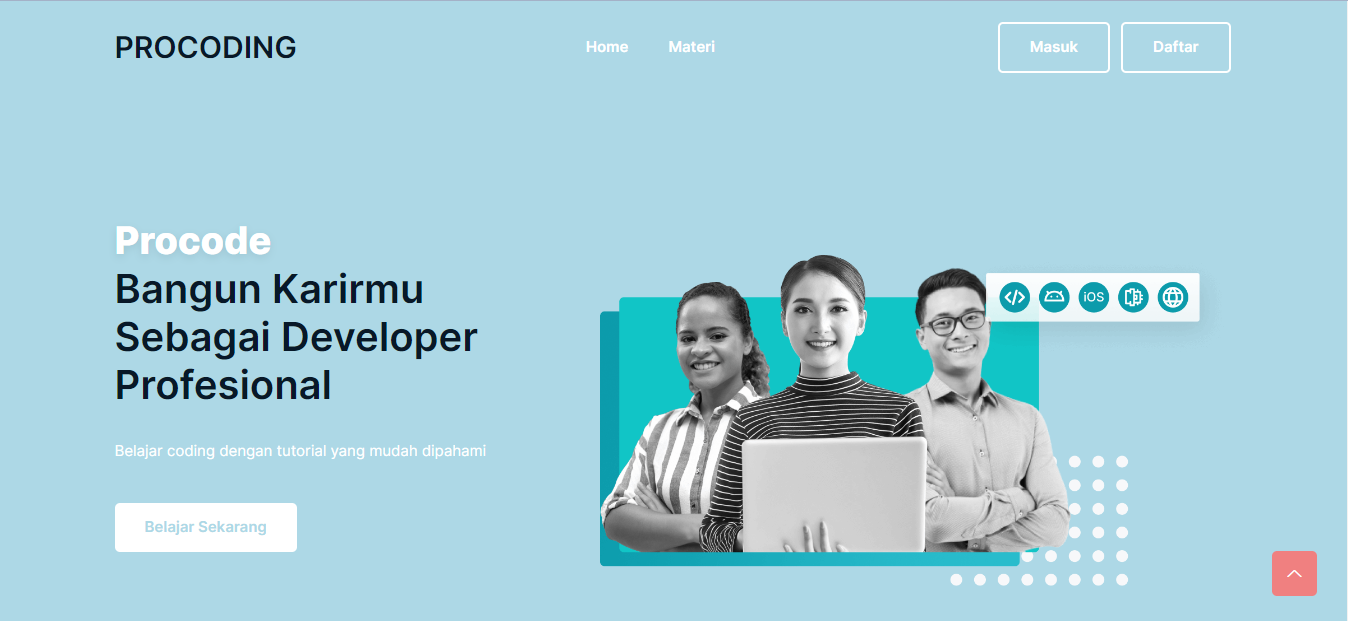 PROCODING
Home
Materi
Masuk
Daftar
Procode
Bangun Karirmu
Sebagai Developer
Profesional
Belajar coding dengan tutorial yang mudah dipahami
Belajar Sekarang
iOS